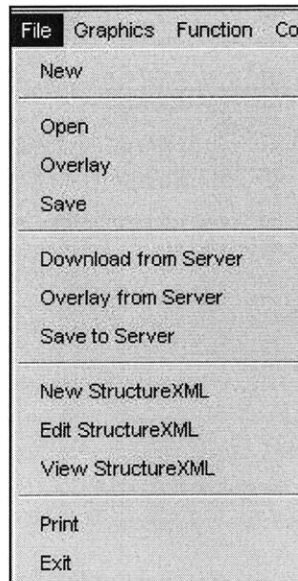 File Graphics Function Co
New
Open
Overlay
Save
Download from Server
Overlay from Server
Save to Server
New StructureXML
Edit StructureXML
View StructureXML
Print
Exit